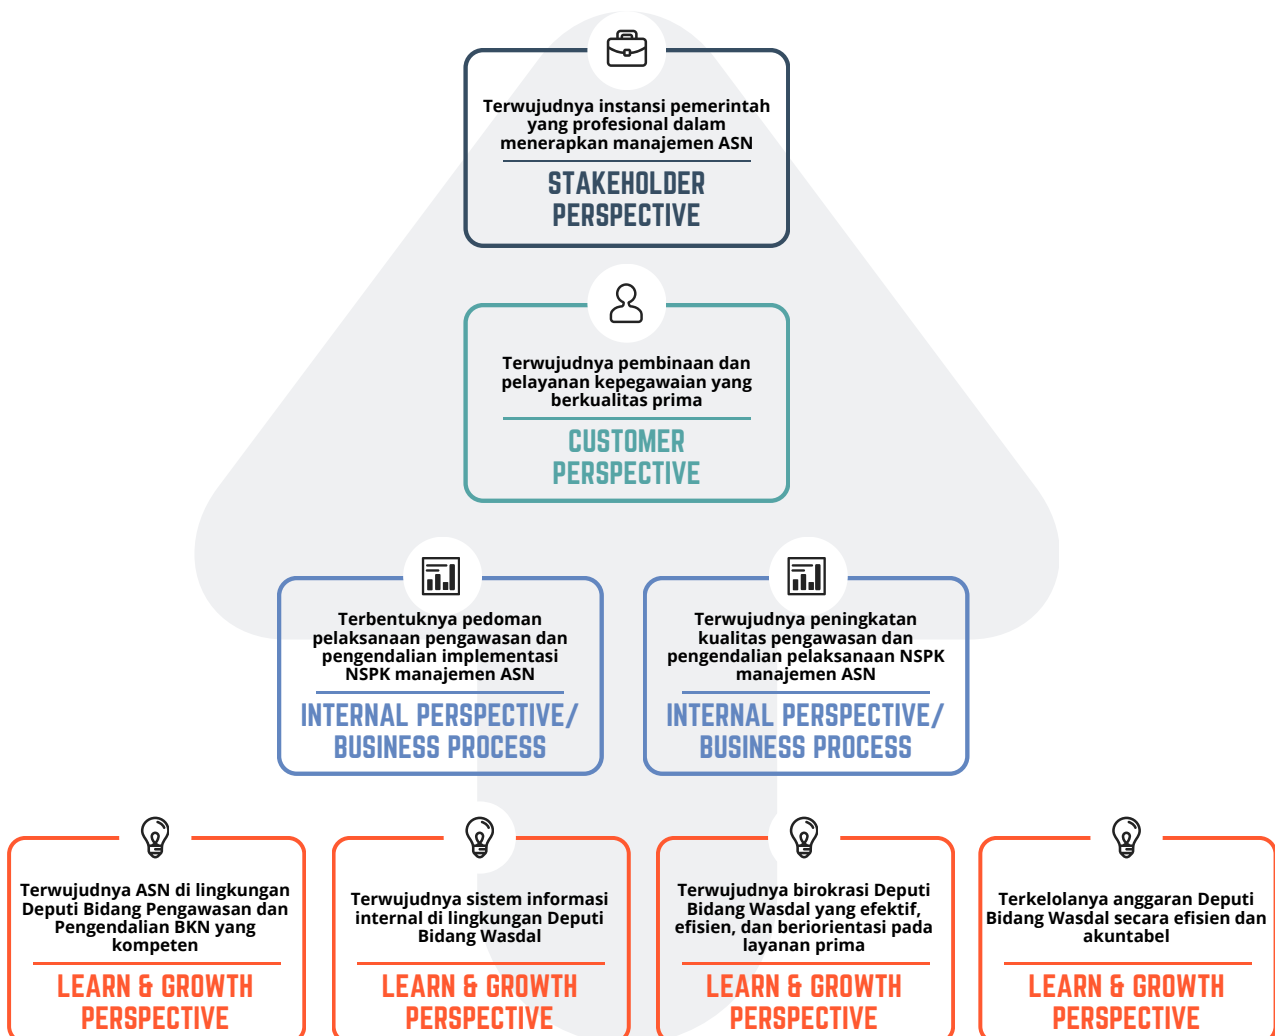 Terwujudnya instansi pemerintah
yang profesional dalam
menerapkan manajemen ASN
STAKEHOLDER
PERSPECTIVE
Terwujudnya pembinaan dan
pelayanan kepegawaian yang
berkualitas prima
CUSTOMER
PERSPECTIVE
Terbentuknya pedoman
pelaksanaan pengawasan dan
pengendalian implementasi
NSPK manajemen ASN
INTERNAL PERSPECTIVE/
BUSINESS PROCESS
Terwujudnya peningkatan
kualitas pengawasan dan
pengendalian pelaksanaan NSPK
manajemen ASN
INTERNAL PERSPECTIVE/
BUSINESS PROCESS
Terwujudnya ASN di lingkungan
Deputi Bidang Pengawasan dan
Pengendalian BKN yang
kompeten
LEARN & GROWTH
PERSPECTIVE
Terwujudnya sistem informasi
internal di lingkungan Deputi
Bidang Wasdal
LEARN & GROWTH
PERSPECTIVE
Terwujudnya birokrasi Deputi
Bidang Wasdal yang efektif,
efisien, dan beriorientasi pada
layanan prima
LEARN & GROWTH
PERSPECTIVE
Terkelolanya anggaran Deputi
Bidang Wasdal secara efisien dan
akuntabel
LEARN & GROWTH
PERSPECTIVE